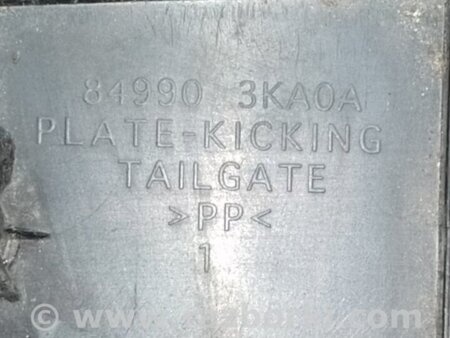 84990 3KA0A
PLATE-KICKING
TAILGATE
>PP<
1